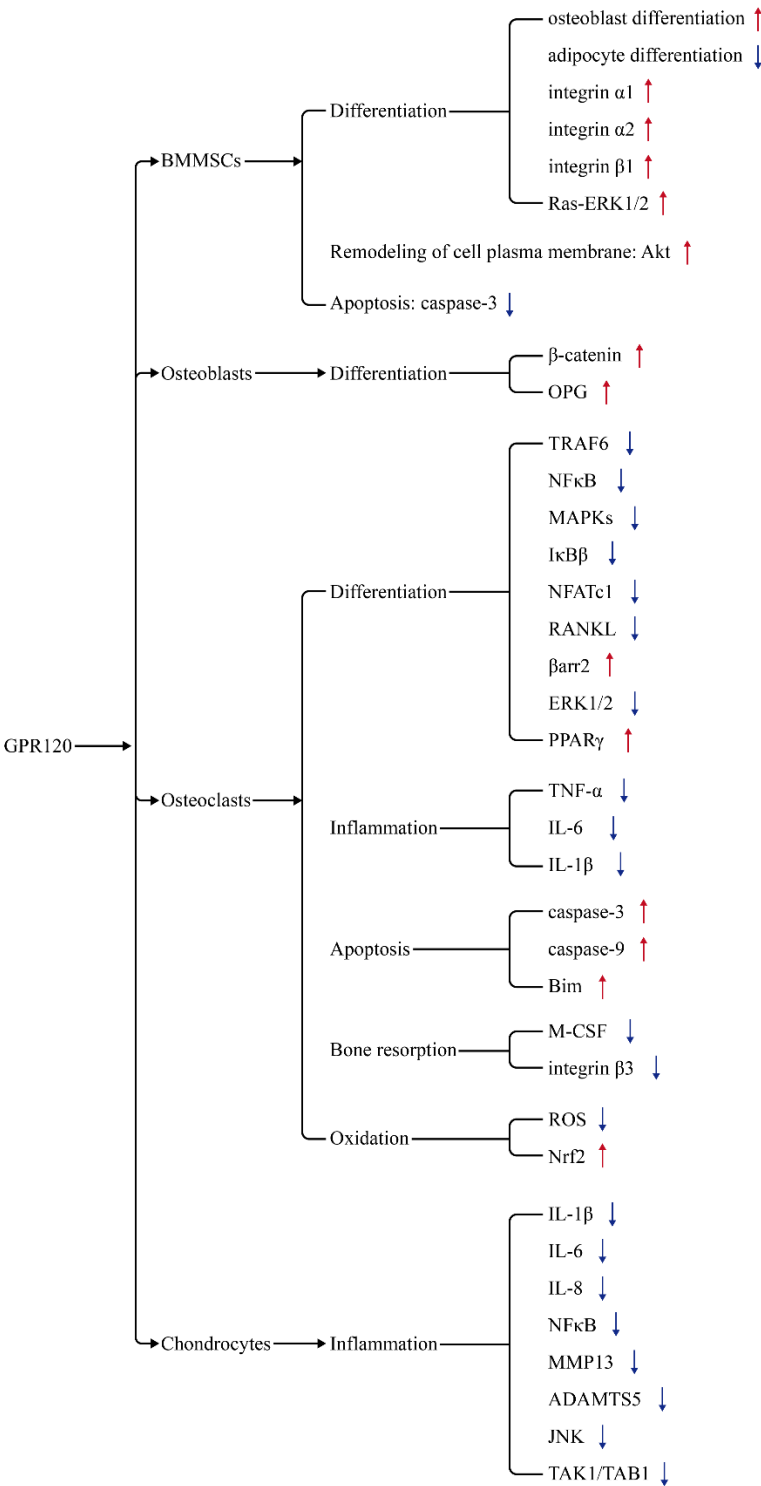 osteoblast differentiation ↑
adipocyte differentiation ↓
Differentiation
integrin α1 ↑
integrin α2 ↑
BMMSCs
integrin β1 ↑
Ras-ERK1/2 ↑
Remodeling of cell plasma membrane: Akt ↑
Apoptosis: caspase-3 ↓
Osteoblasts
Differentiation
β-catenin ↑
OPG ↑
TRAF6 ↓
NFκB ↓
MAPKs ↓
IκBβ ↓
Differentiation
NFATc1 ↓
RANKL ↓
βarr2 ↑
ERK1/2 ↓
GPR120
PPARγ ↑
Osteoclasts
TNF-α ↓
Inflammation
IL-6 ↓
IL-1β ↓
caspase-3 ↑
Apoptosis
caspase-9 ↑
Bim ↑
Bone resorption
M-CSF ↓
integrin β3 ↓
Oxidation
ROS ↓
Nrf2 ↑
IL-1β ↓
IL-6 ↓
IL-8 ↓
NFκB ↓
Chondrocytes
Inflammation
MMP13 ↓
ADAMTS5 ↓
JNK ↓
TAK1/TAB1 ↓